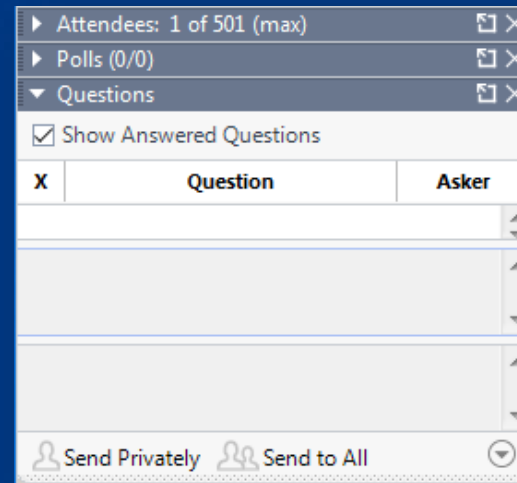 Attendees: 1 of 501 (max)
Polls (0/0)
Questions
Show Answered Questions
X Question Asker
Send Privately Send to All